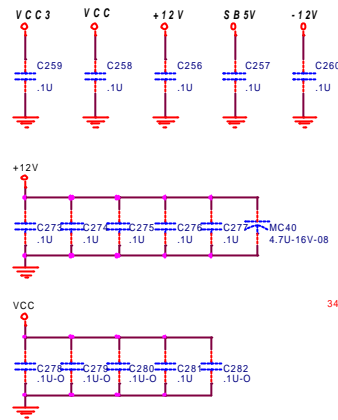 VCC3 VCC +12V SB5V -12V
C259 C258 C256 C257 C260
.1U .1U .1U .1U .1U
+12V
C273 C274 C275 C276 C277 MC40
.1U .1U .1U .1U .1U 4.7U-16V-08
VCC
34
C278 C279 C280 C281 C282
.1U-O .1U-O .1U-O .1U .1U-O